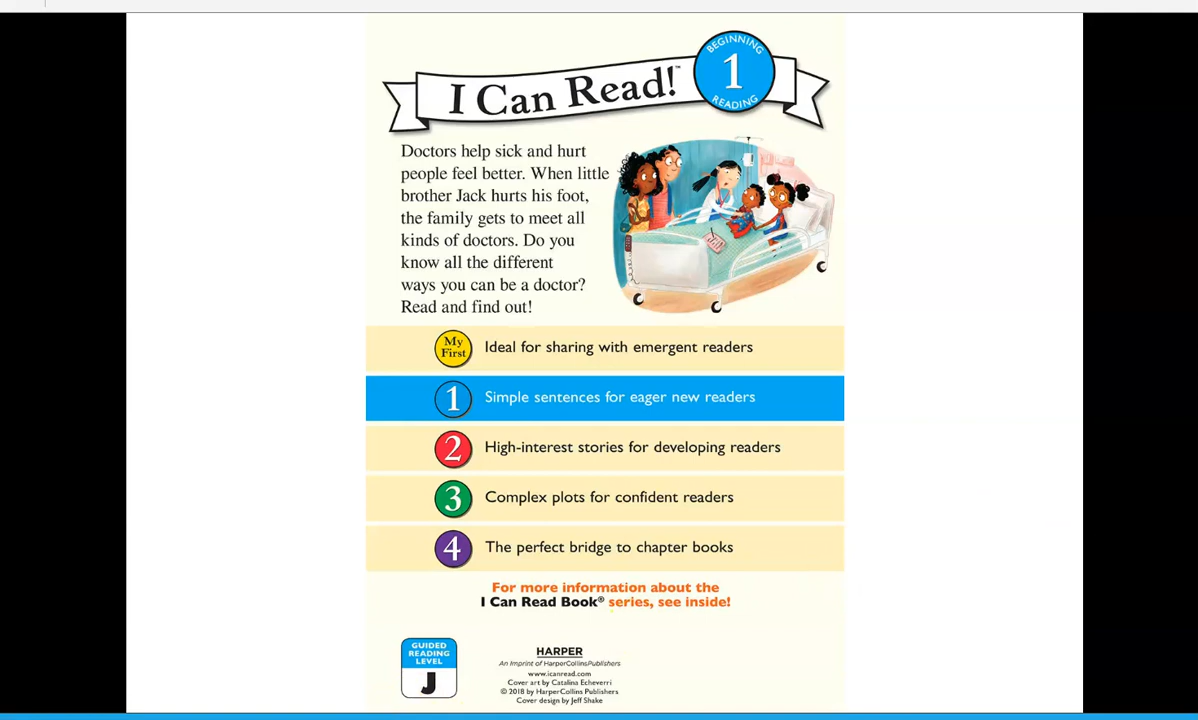 I Can Read!™
BEGINNING
1
READING
Doctors help sick and hurt
people feel better. When little
brother Jack hurts his foot,
the family gets to meet all
kinds of doctors. Do you
know all the different
ways you can be a doctor?
Read and find out!
My
First
Ideal for sharing with emergent readers
1 Simple sentences for eager new readers
2 High-interest stories for developing readers
3 Complex plots for confident readers
4 The perfect bridge to chapter books
For more information about the
I Can Read Book® series, see inside!
GUIDED
READING
LEVEL
J
HARPER
An Imprint of HarperCollinsPublishers
www.icanread.com
Cover art by Catalina Echeverri
© 2018 by HarperCollins Publishers
Cover design by Jeff Shake